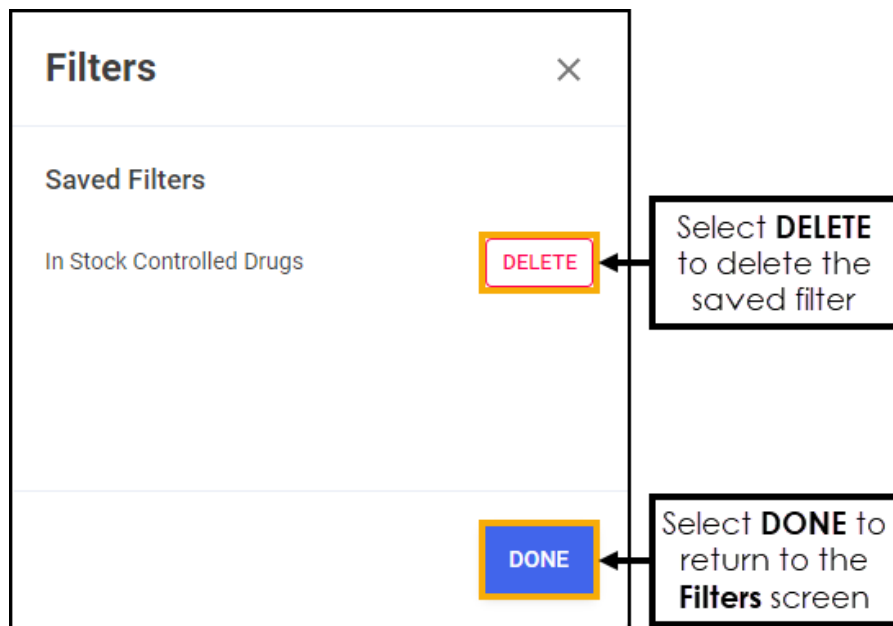 Filters
Saved Filters
In Stock Controlled Drugs
DELETE
Select DELETE
to delete the
saved filter
DONE
Select DONE to
return to the
Filters screen